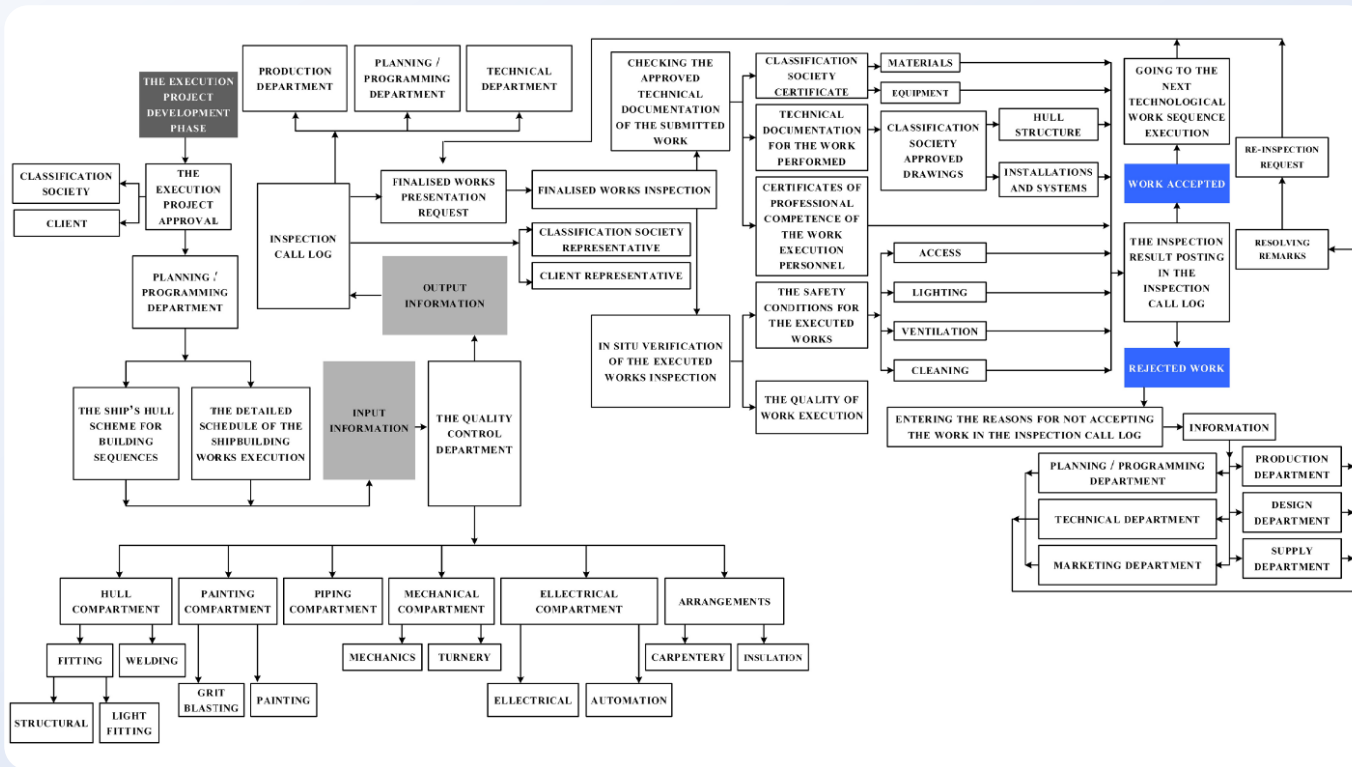 THE EXECUTION
PROJECT
DEVELOPMENT
PHASE
CLASSIFICATION
SOCIETY
CLIENT
THE
EXECUTION
PROJECT
APPROVAL
PLANNING /
PROGRAMMING
DEPARTMENT
THE SHIP'S HULL
SCHEME FOR
BUILDING
SEQUENCES
THE DETAILED
SCHEDULE OF THE
SHIPBUILDING
WORKS EXECUTION
INPUT
INFORMATION
THE QUALITY
CONTROL
DEPARTMENT
OUTPUT
INFORMATION
INSPECTION
CALL LOG
PRODUCTION
DEPARTMENT
PLANNING /
PROGRAMMING
DEPARTMENT
TECHNICAL
DEPARTMENT
FINALISED WORKS
PRESENTATION
REQUEST
FINALISED WORKS INSPECTION
CLASSIFICATION SOCIETY
REPRESENTATIVE
CLIENT REPRESENTATIVE
CHECKING THE
APPROVED
TECHNICAL
DOCUMENTATION
OF THE SUBMITTED
WORK
IN SITU VERIFICATION
OF THE EXECUTED
WORKS INSPECTION
CLASSIFICATION
SOCIETY
CERTIFICATE
MATERIALS
EQUIPMENT
TECHNICAL
DOCUMENTATION
FOR THE WORK
PERFORMED
CLASSIFICATION
SOCIETY
APPROVED
DRAWINGS
HULL
STRUCTURE
INSTALLATIONS
AND SYSTEMS
CERTIFICATES OF
PROFESSIONAL
COMPETENCE OF
THE WORK
EXECUTION
PERSONNEL
THE SAFETY
CONDITIONS FOR
THE EXECUTED
WORKS
ACCESS
LIGHTING
VENTILATION
CLEANING
THE QUALITY OF
WORK EXECUTION
GOING TO THE
NEXT
TECHNOLOGICAL
WORK SEQUENCE
EXECUTION
WORK ACCEPTED
THE INSPECTION
RESULT POSTING
IN THE
INSPECTION
CALL LOG
REJECTED WORK
RE-INSPECTION
REQUEST
RESOLVING
REMARKS
ENTERING THE REASONS FOR NOT ACCEPTING
THE WORK IN THE INSPECTION CALL LOG
INFORMATION
PLANNING / PROGRAMMING
DEPARTMENT
TECHNICAL DEPARTMENT
MARKETING DEPARTMENT
PRODUCTION
DEPARTMENT
DESIGN
DEPARTMENT
SUPPLY
DEPARTMENT
HULL
COMPARTMENT
PAINTING
COMPARTMENT
PIPING
COMPARTMENT
MECHANICAL
COMPARTMENT
ELLECTRICAL
COMPARTMENT
ARRANGEMENTS
FITTING
WELDING
STRUCTURAL
LIGHT
FITTING
GRIT
BLASTING
PAINTING
MECHANICS
TURNERY
ELLECTRICAL
AUTOMATION
CARPENTERY
INSULATION